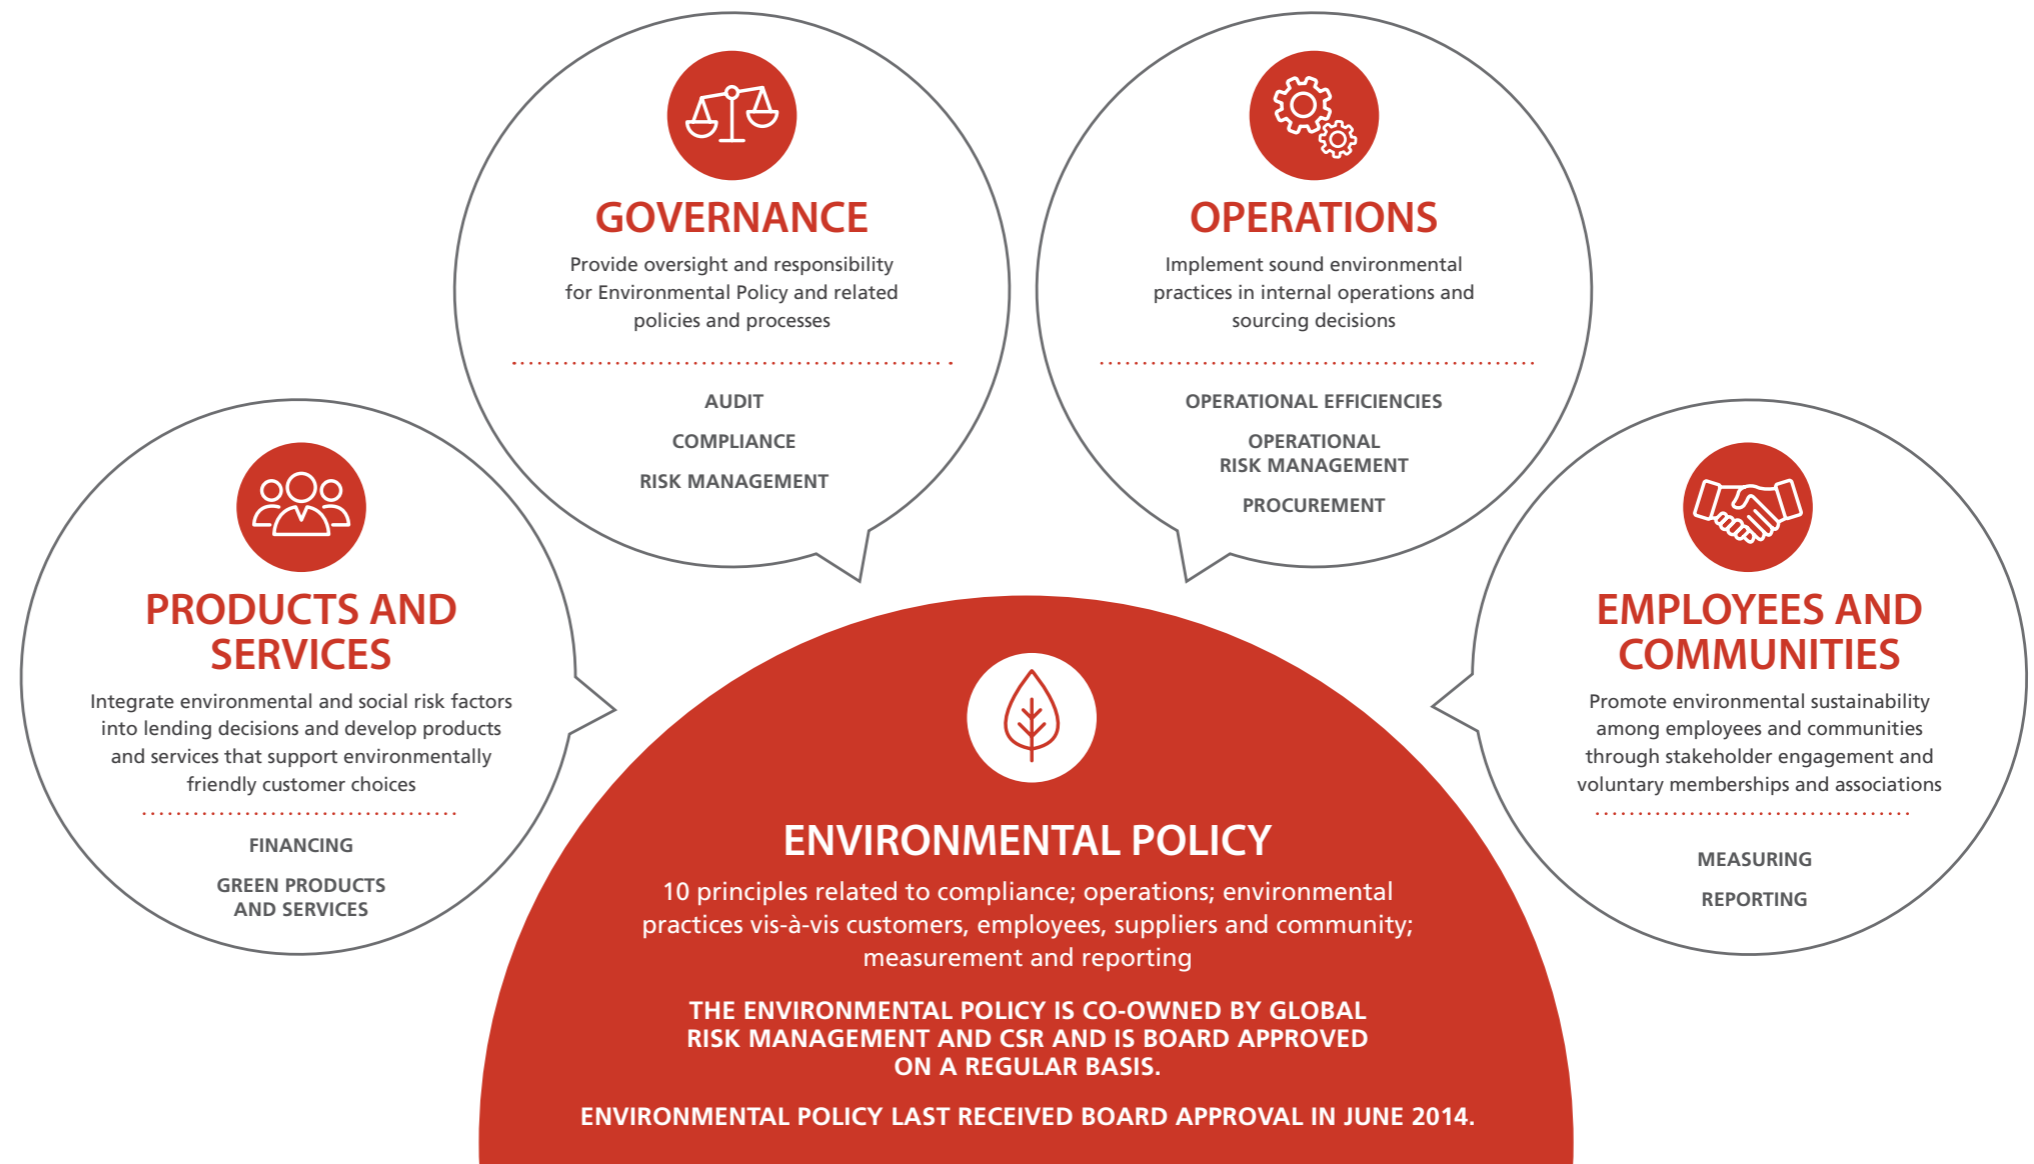 GOVERNANCE
Provide oversight and responsibility
for Environmental Policy and related
policies and processes
AUDIT
COMPLIANCE
RISK MANAGEMENT
OPERATIONS
Implement sound environmental
practices in internal operations and
sourcing decisions
OPERATIONAL EFFICIENCIES
OPERATIONAL
RISK MANAGEMENT
PROCUREMENT
PRODUCTS AND
SERVICES
Integrate environmental and social risk factors
into lending decisions and develop products
and services that support environmentally
friendly customer choices
FINANCING
GREEN PRODUCTS
AND SERVICES
EMPLOYEES AND
COMMUNITIES
Promote environmental sustainability
among employees and communities
through stakeholder engagement and
voluntary memberships and associations
MEASURING
REPORTING
ENVIRONMENTAL POLICY
10 principles related to compliance; operations; environmental
practices vis-à-vis customers, employees, suppliers and community;
measurement and reporting
THE ENVIRONMENTAL POLICY IS CO-OWNED BY GLOBAL
RISK MANAGEMENT AND CSR AND IS BOARD APPROVED
ON A REGULAR BASIS.
ENVIRONMENTAL POLICY LAST RECEIVED BOARD APPROVAL IN JUNE 2014.